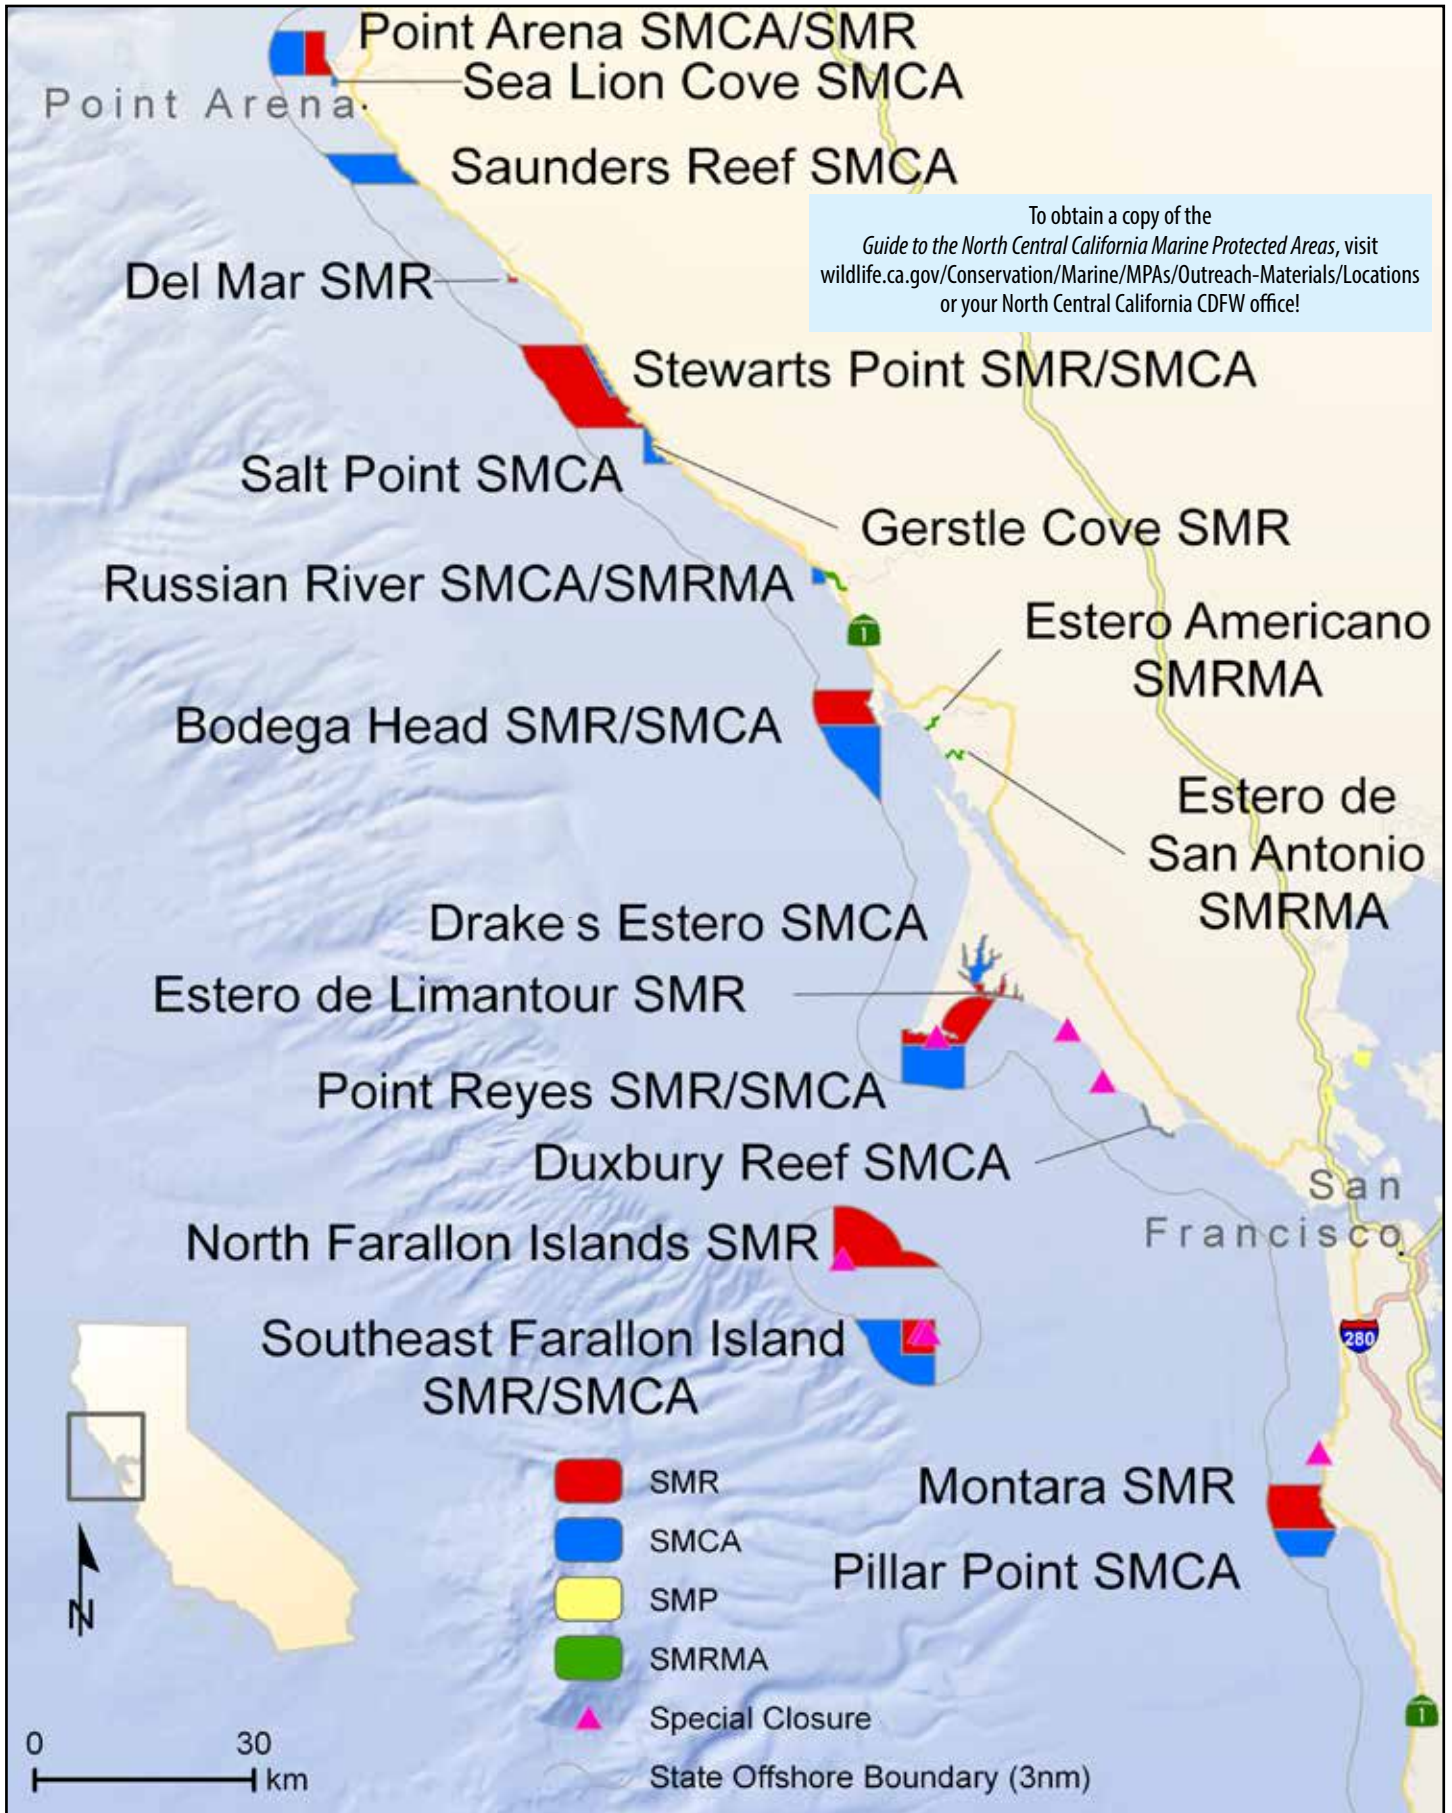 Point Arena SMCA/SMR
Sea Lion Cove SMCA
Point Arena
Saunders Reef SMCA
To obtain a copy of the
Guide to the North Central California Marine Protected Areas, visit
wildlife.ca.gov/Conservation/Marine/MPAs/Outreach-Materials/Locations
or your North Central California CDFW office!
Del Mar SMR
Stewarts Point SMR/SMCA
Salt Point SMCA
Gerstle Cove SMR
Russian River SMCA/SMRMA
1
Estero Americano
SMRMA
Bodega Head SMR/SMCA
Estero de
San Antonio
SMRMA
Drake s Estero SMCA
Estero de Limantour SMR
Point Reyes SMR/SMCA
Duxbury Reef SMCA
San
Francisco
North Farallon Islands SMR
Southeast Farallon Island
SMR/SMCA
280
Montara SMR
Pillar Point SMCA
N
SMR
SMCA
SMP
SMRMA
Special Closure
State Offshore Boundary (3nm)
1
0 30
km